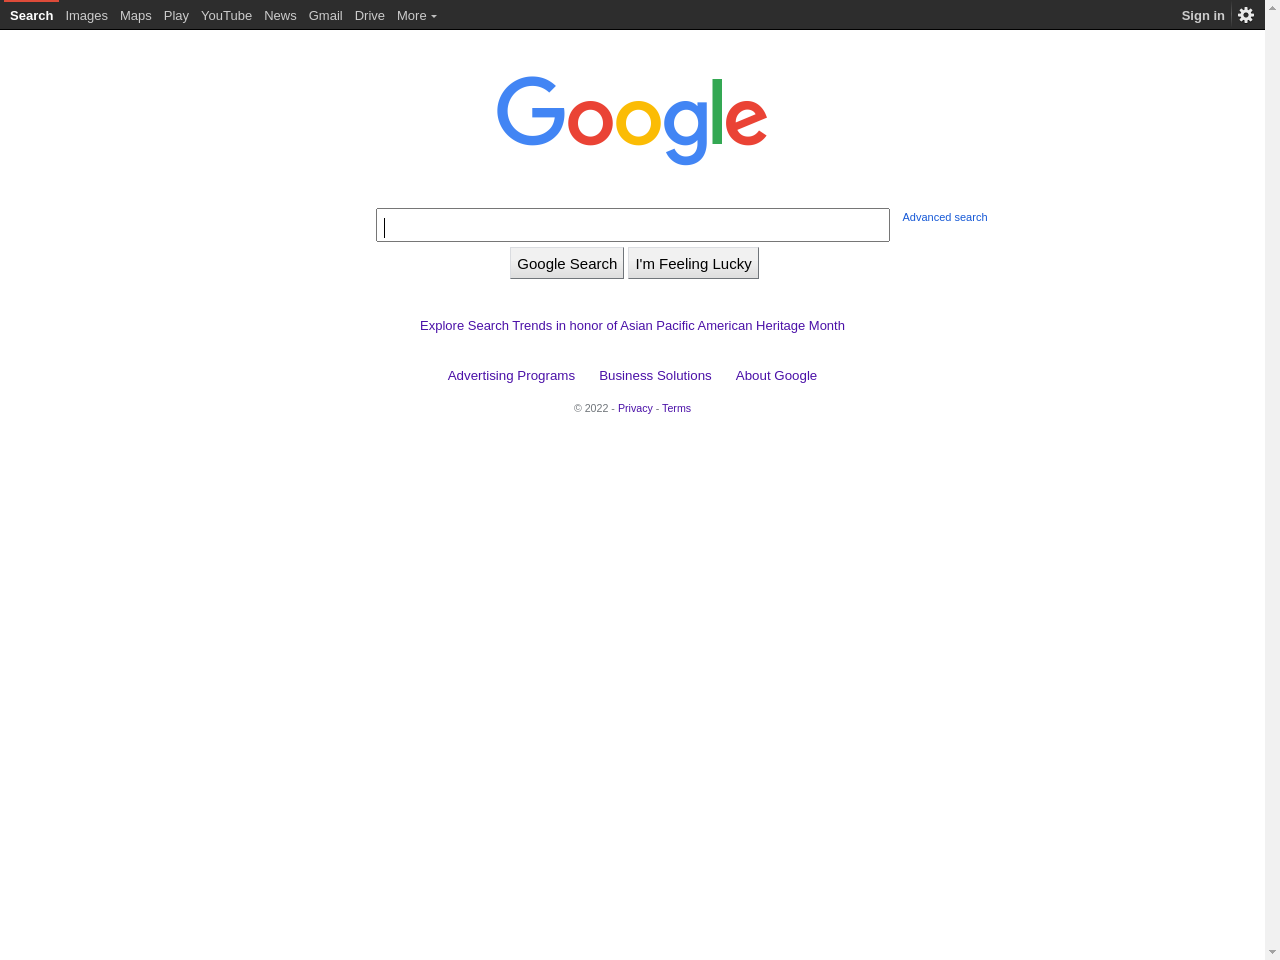 Search Images Maps Play YouTube News Gmail Drive More Sign in
Google
Advanced search
Google Search I'm Feeling Lucky
Explore Search Trends in honor of Asian Pacific American Heritage Month
Advertising Programs Business Solutions About Google
© 2022 - Privacy - Terms